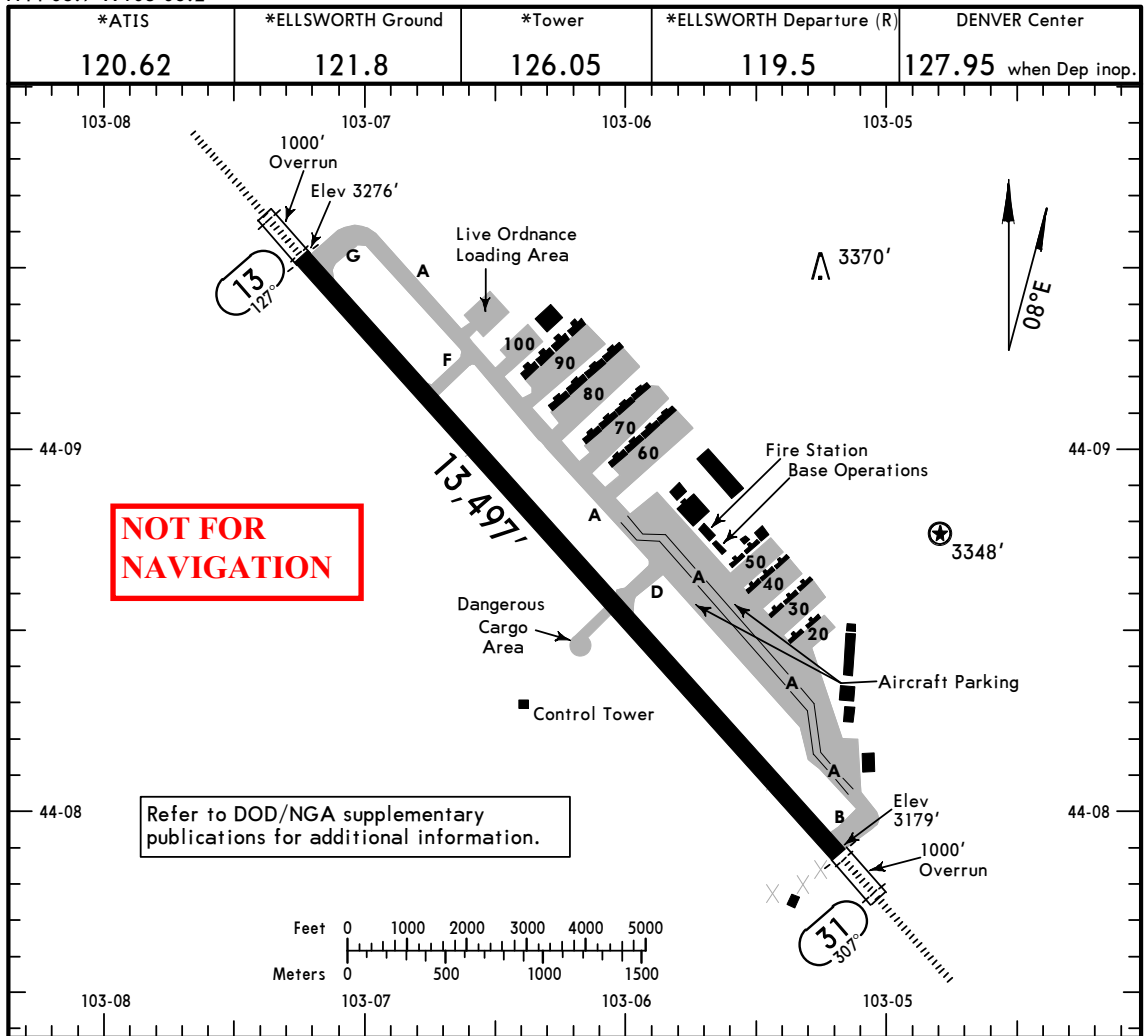 *ATIS
120.62
*ELLSWORTH Ground
121.8
*Tower
126.05
*ELLSWORTH Departure (R)
119.5
DENVER Center
127.95 when Dep inop.
103-08
103-07
103-06
103-05
1000'
Overrun
Elev 3276'
Live Ordnance
Loading Area
3370'
08°E
13
127°
G
A
F
100
90
80
70
60
44-09
44-09
13,497'
Fire Station
Base Operations
NOT FOR
NAVIGATION
A
A
D
50
40
30
20
3348'
Dangerous
Cargo
Area
Aircraft Parking
A
Control Tower
A
44-08
44-08
Refer to DOD/NGA supplementary
publications for additional information.
B
Elev
3179'
1000'
Overrun
31
307°
Feet 0 1000 2000 3000 4000 5000
Meters 0 500 1000 1500
103-08
103-07
103-06
103-05